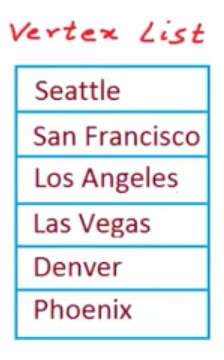 Vertex List
Seattle
San Francisco
Los Angeles
Las Vegas
Denver
Phoenix